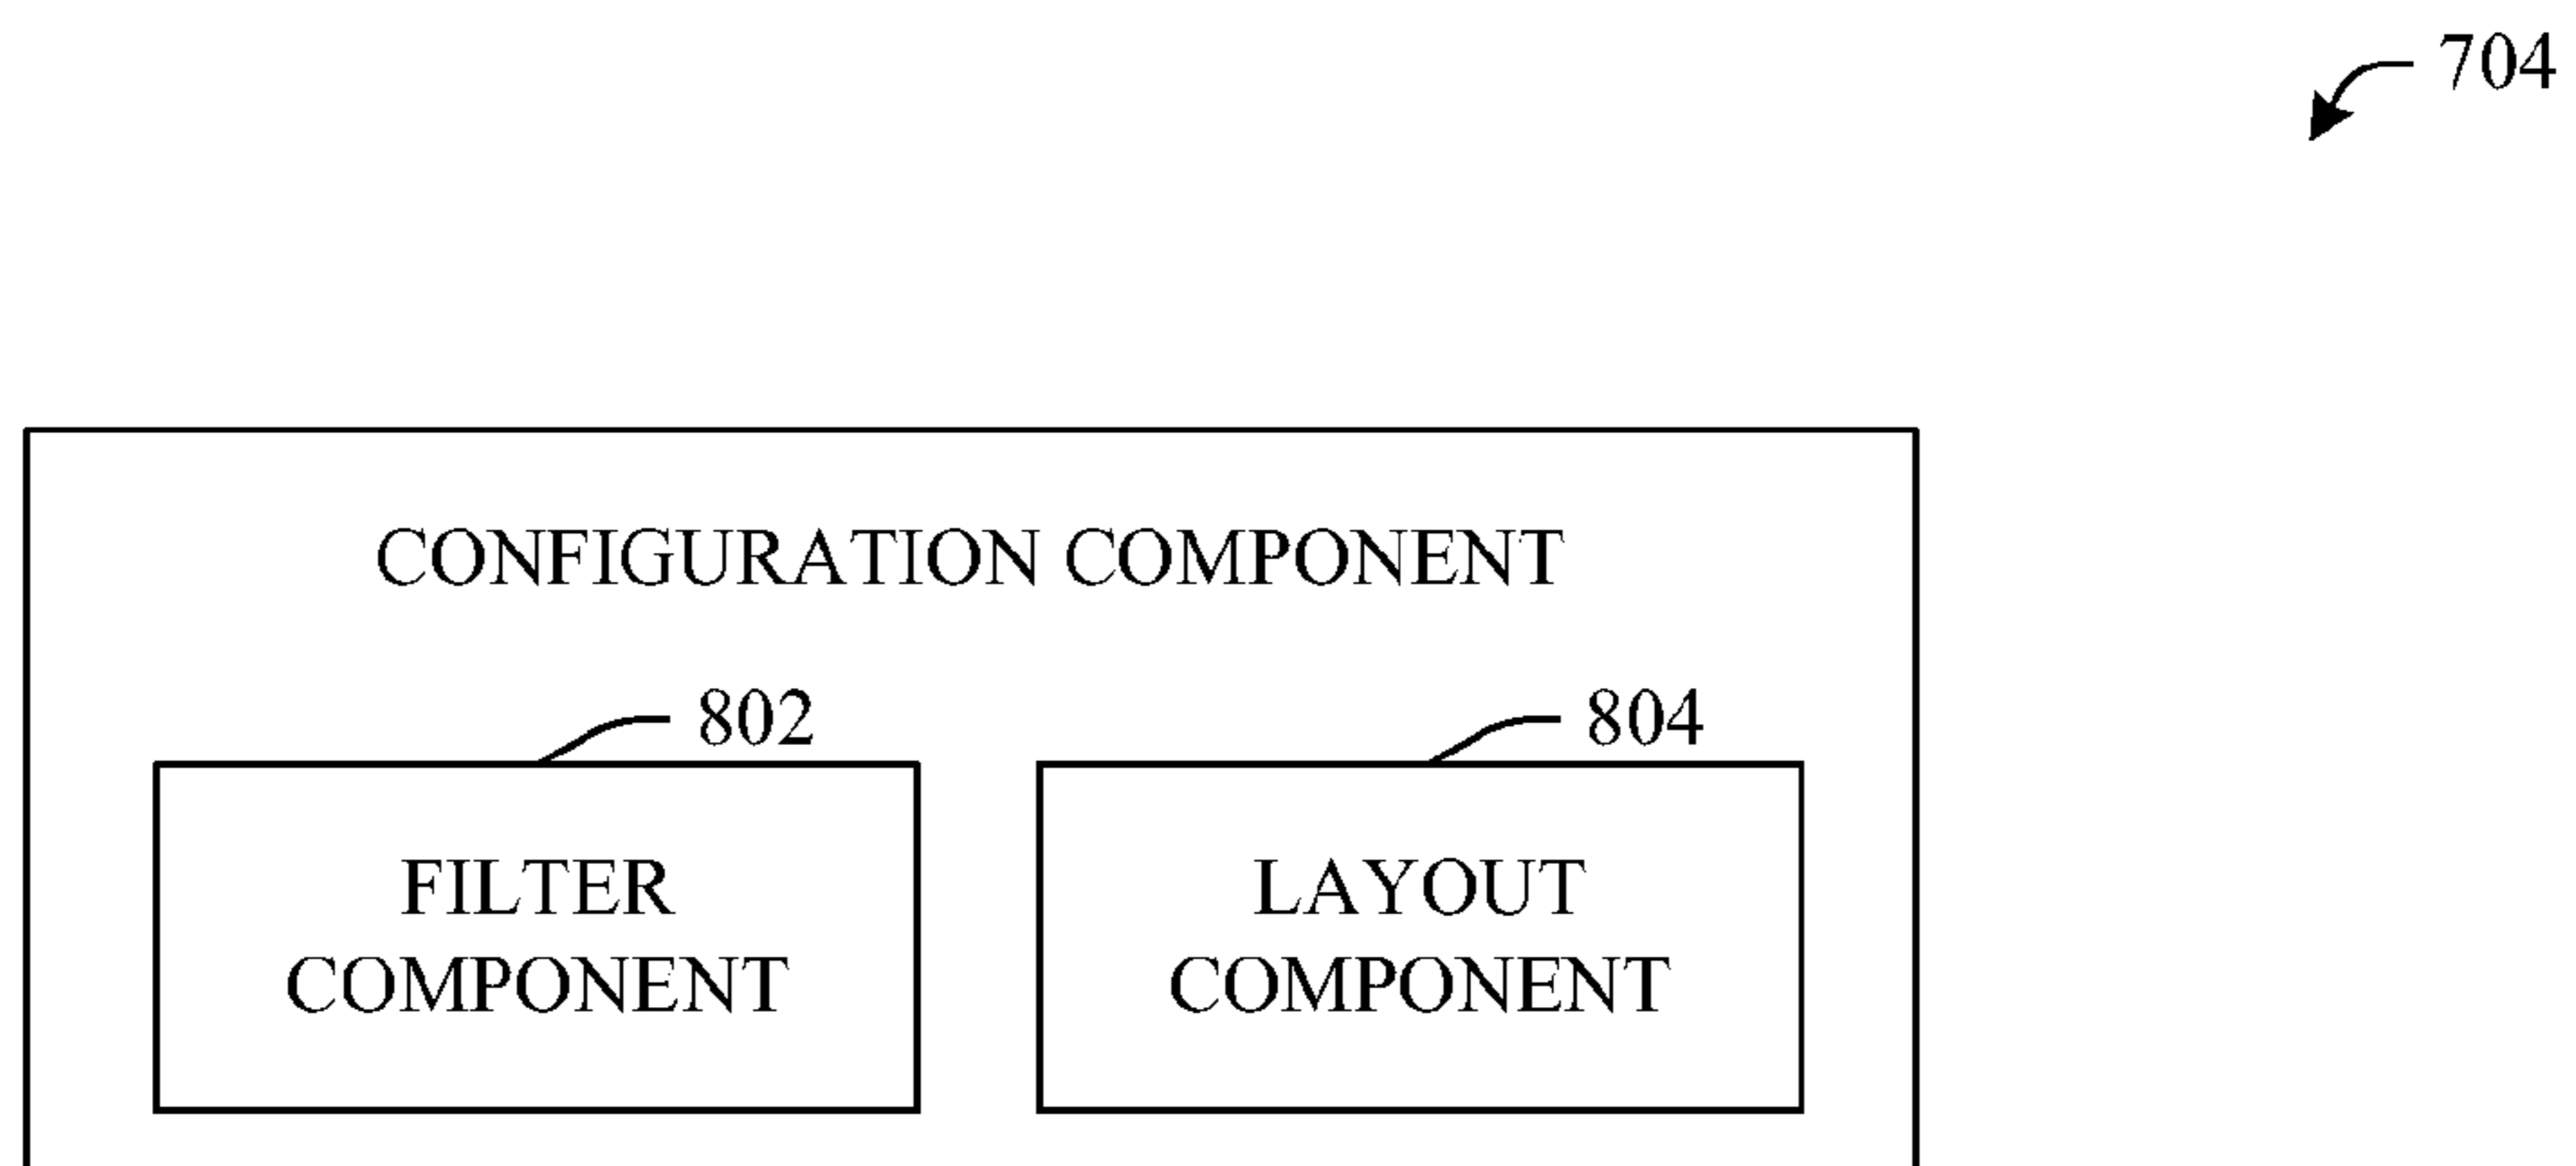 704
CONFIGURATION COMPONENT
802
804
FILTER
COMPONENT
LAYOUT
COMPONENT